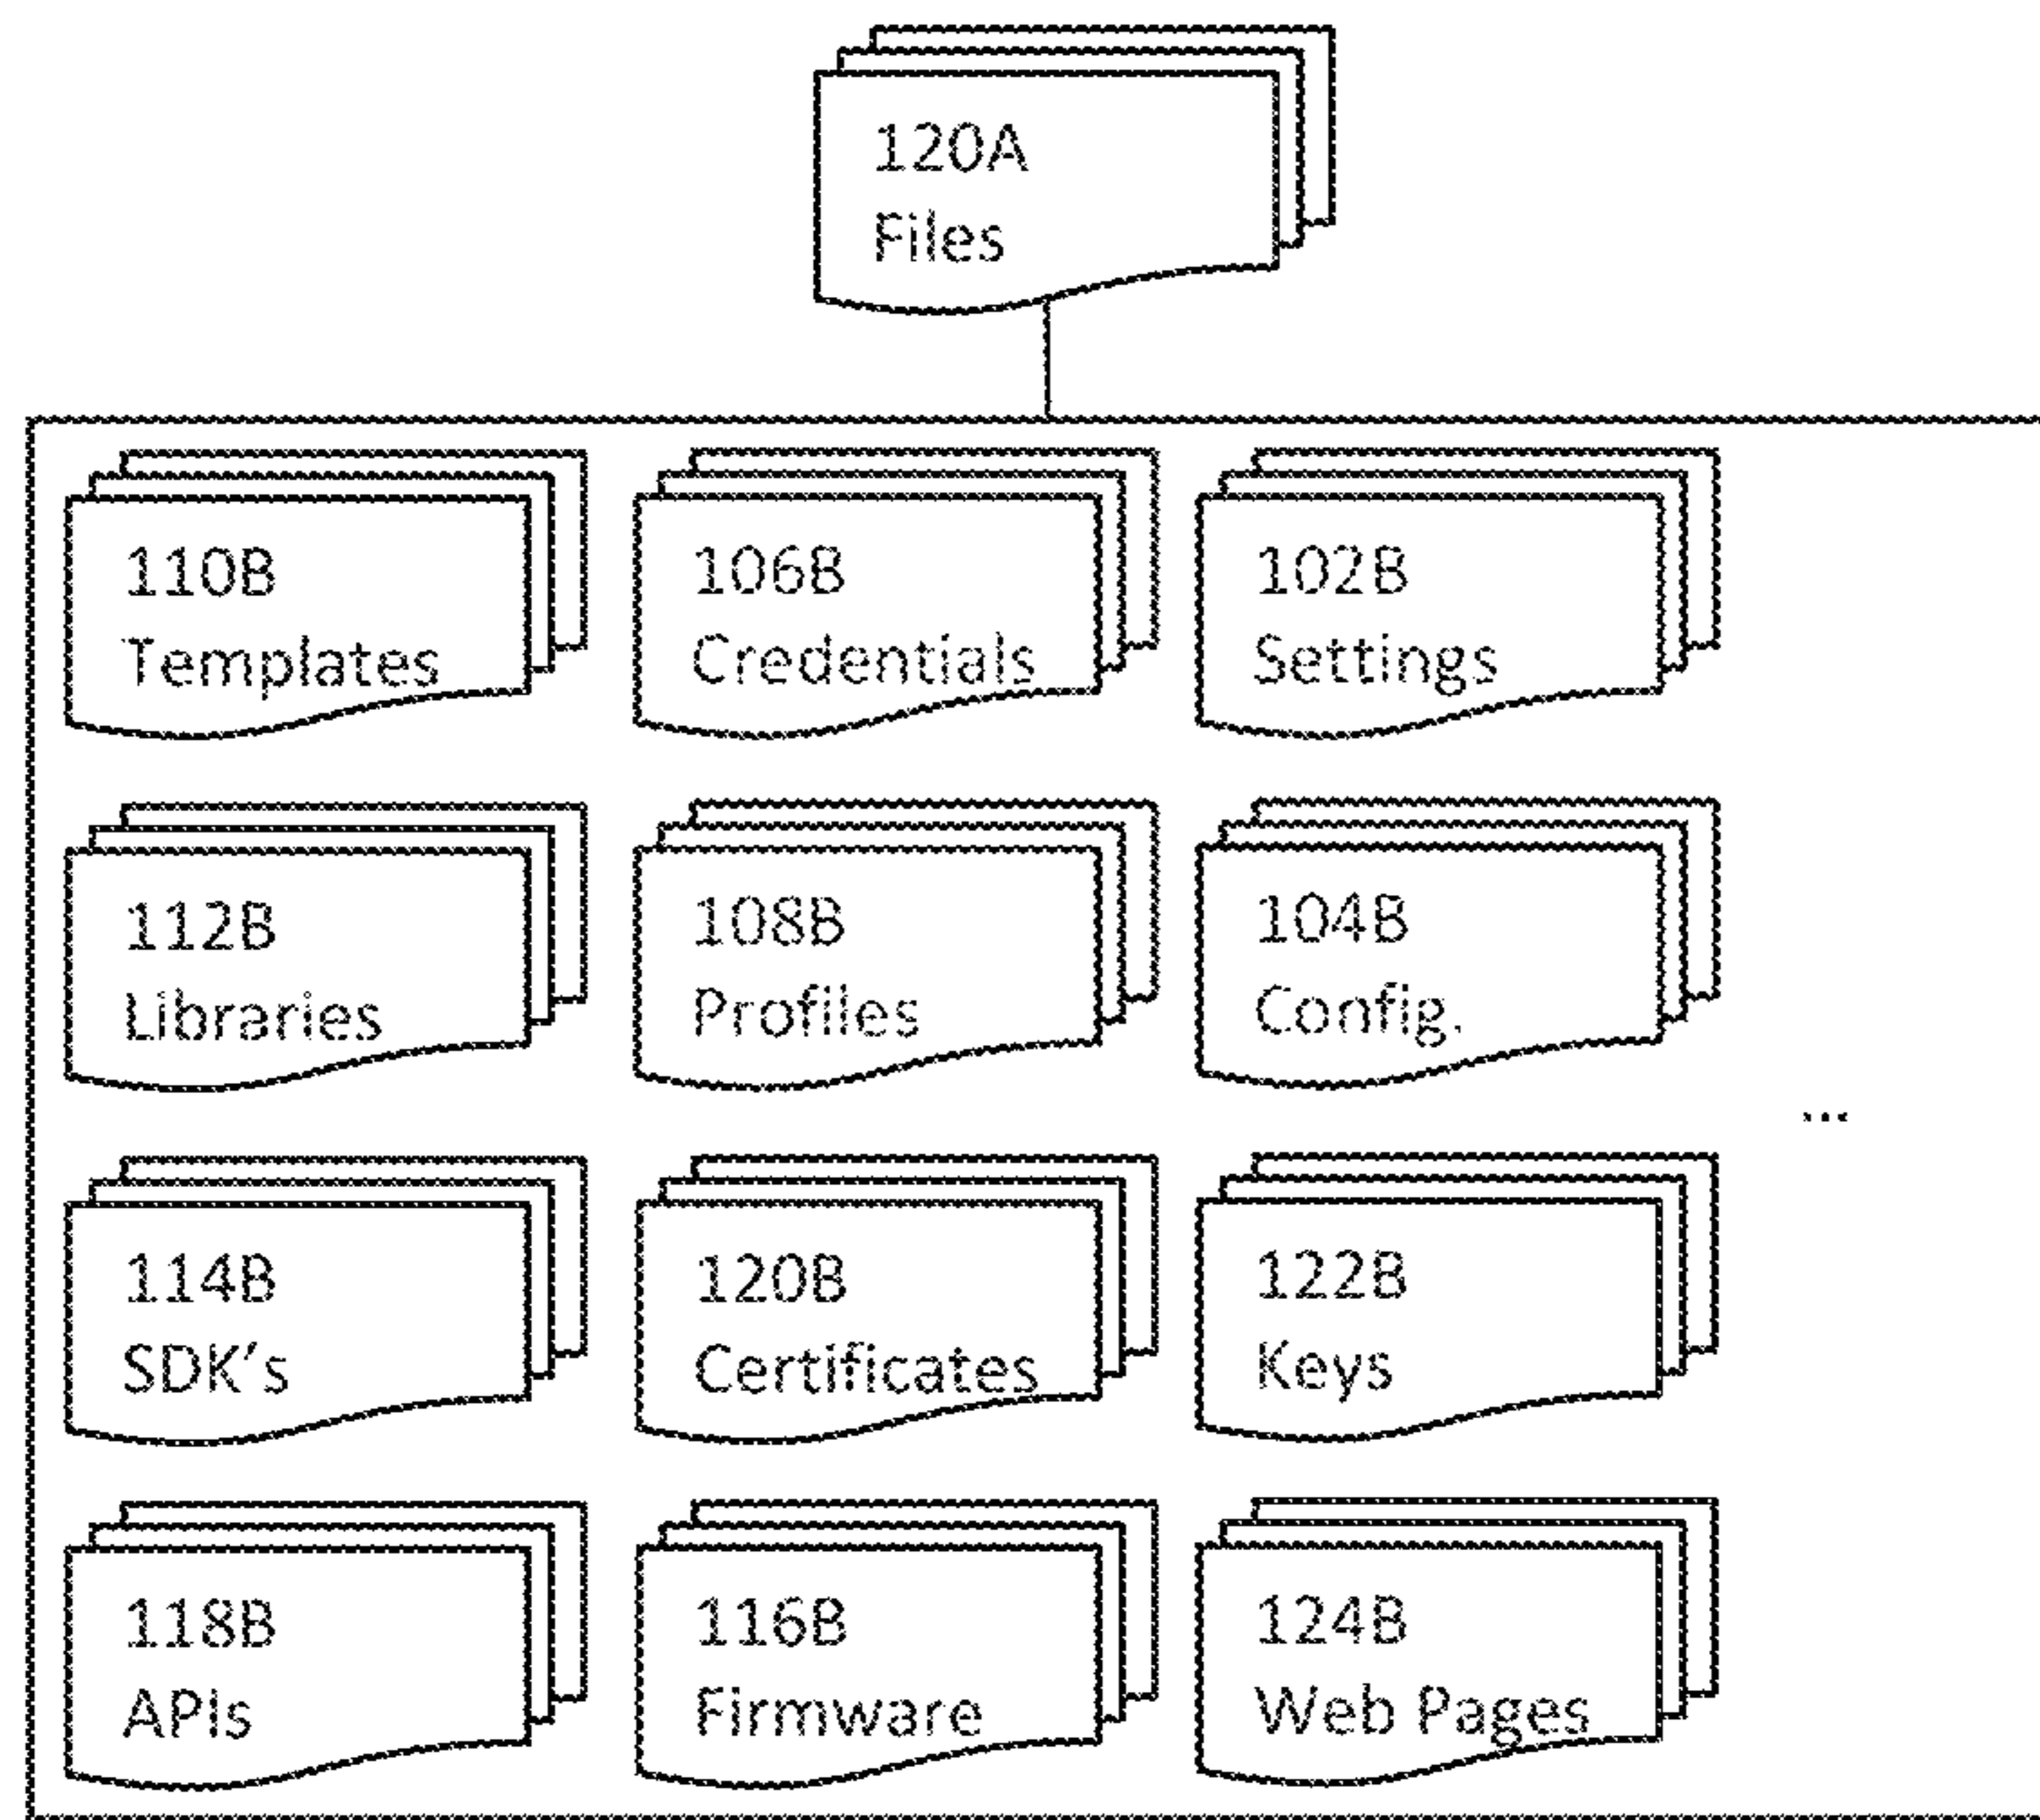 120A
Files
110B
Templates
106B
Credentials
102B
Settings
112B
Libraries
108B
Profiles
104B
Config.
...
114B
SDK's
120B
Certificates
122B
Keys
118B
APIs
116B
Firmware
124B
Web Pages